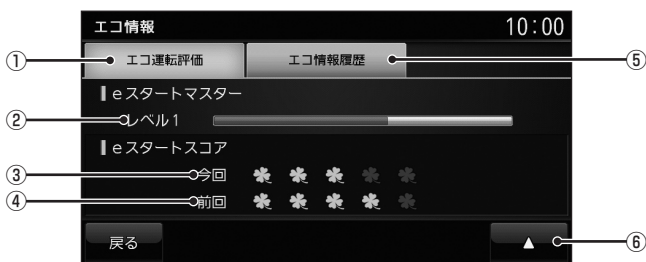 エコ情報 10:00
① エコ運転評価 エコ情報履歴 ⑤
eスタートマスター
② レベル1
eスタートスコア
③ 今回
④ 前回
戻る ▲ ⑥